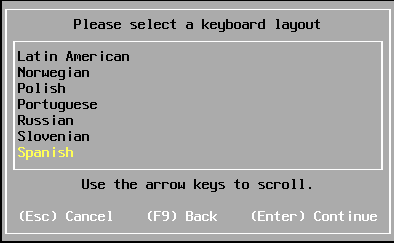 Please select a keyboard layout
Latin American
Norwegian
Polish
Portuguese
Russian
Slovenian
Spanish
Use the arrow keys to scroll.
(Esc) Cancel (F9) Back (Enter) Continue